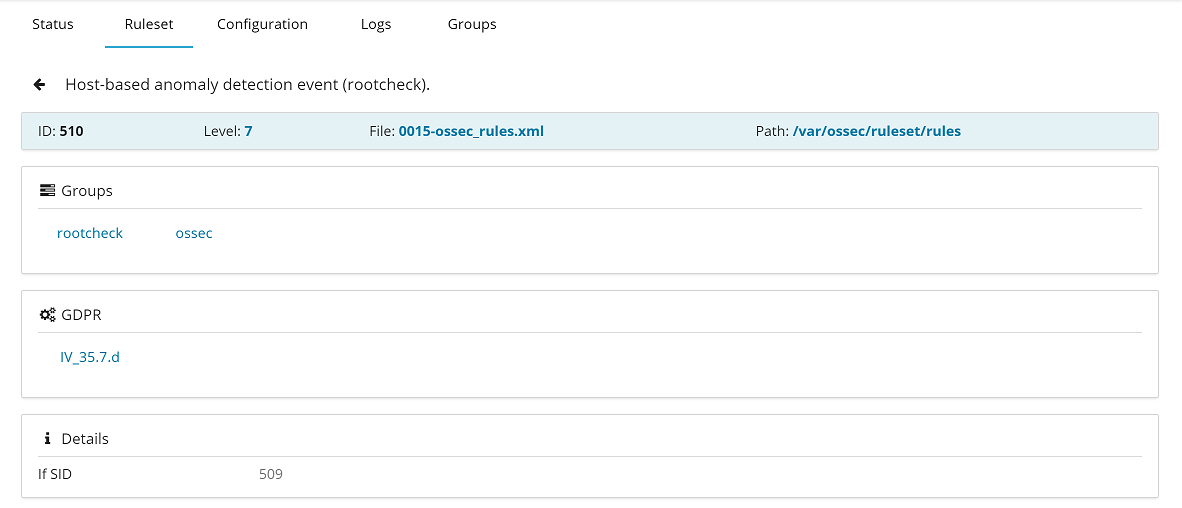 Status Ruleset Configuration Logs Groups
Host-based anomaly detection event (rootcheck).
ID: 510 Level: 7 File: 0015-ossec_rules.xml Path: /var/ossec/ruleset/rules
Groups
rootcheck ossec
GDPR
IV_35.7.d
Details
If SID 509